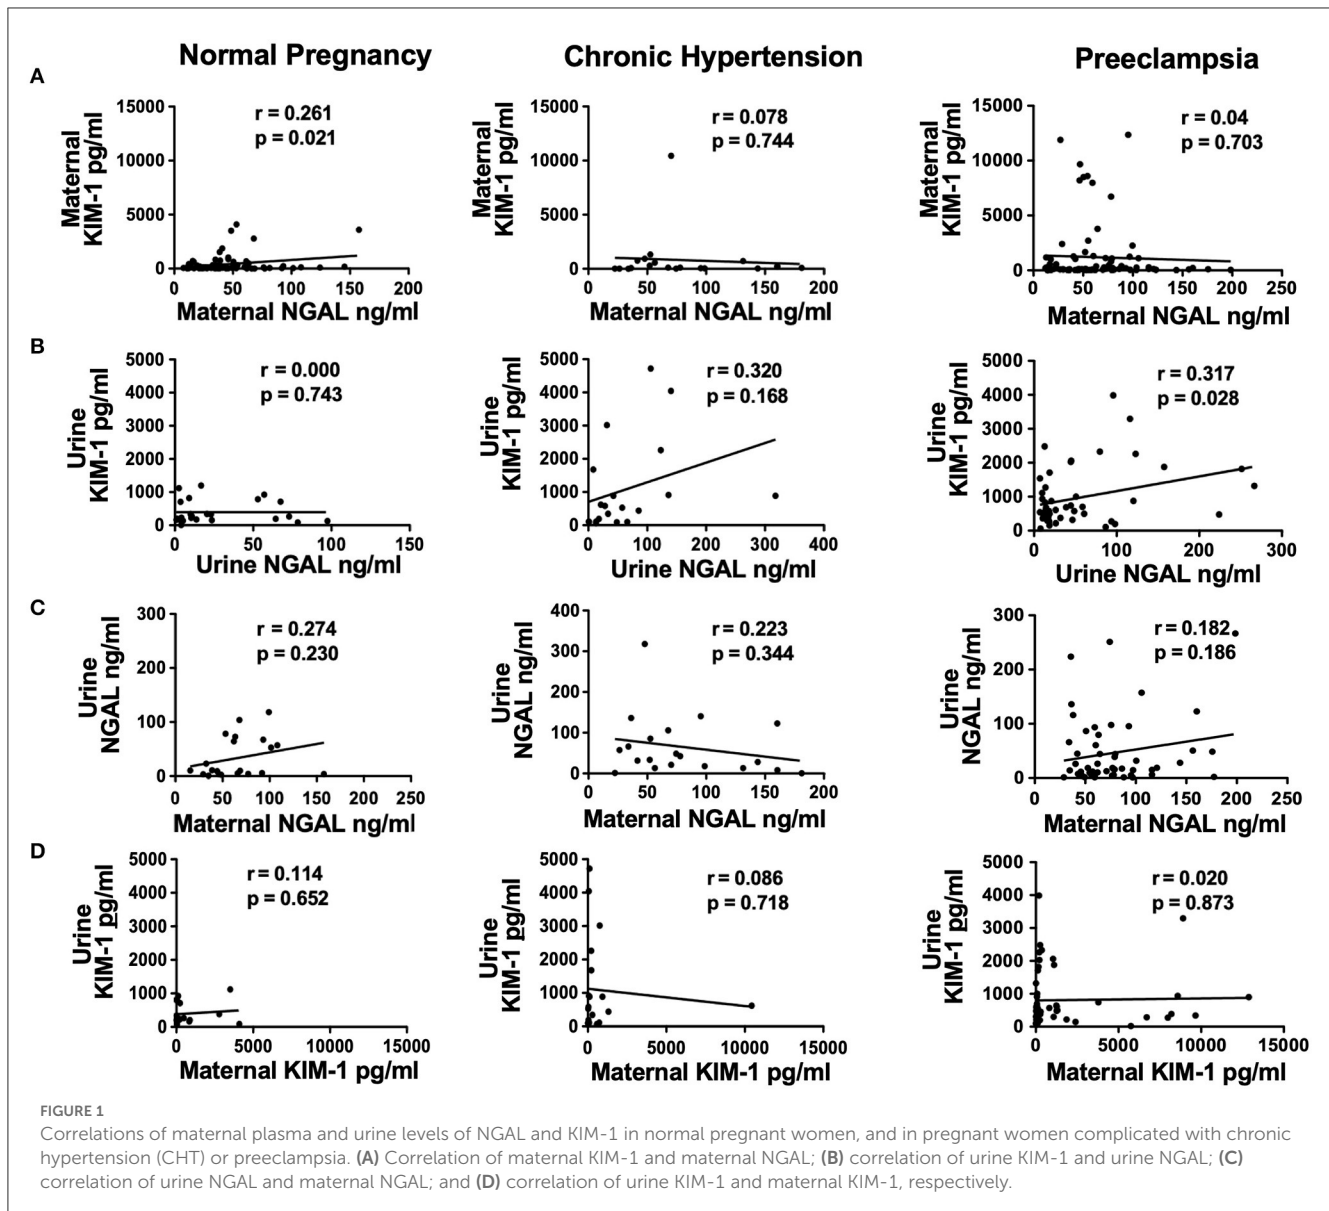 Normal Pregnancy
Chronic Hypertension
Preeclampsia
A
Maternal
KIM-1 pg/ml
15000
10000
5000
0
r = 0.261
p = 0.021
0 50 100 150 200
Maternal NGAL ng/ml
Maternal
KIM-1 pg/ml
15000
10000
5000
0
r = 0.078
p = 0.744
0 50 100 150 200
Maternal NGAL ng/ml
Maternal
KIM-1 pg/ml
15000
10000
5000
0
r = 0.04
p = 0.703
0 50 100 150 200 250
Maternal NGAL ng/ml
B
Urine
KIM-1 pg/ml
5000
4000
3000
2000
1000
0
r = 0.000
p = 0.743
0 50 100 150
Urine NGAL ng/ml
Urine
KIM-1 pg/ml
5000
4000
3000
2000
1000
0
r = 0.320
p = 0.168
0 100 200 300 400
Urine NGAL ng/ml
Urine
KIM-1 pg/ml
5000
4000
3000
2000
1000
0
r = 0.317
p = 0.028
0 100 200 300
Urine NGAL ng/ml
C
Urine
NGAL ng/ml
300
200
100
0
r = 0.274
p = 0.230
0 50 100 150 200 250
Maternal NGAL ng/ml
Urine
NGAL ng/ml
400
300
200
100
0
r = 0.223
p = 0.344
0 50 100 150 200
Maternal NGAL ng/ml
Urine
NGAL ng/ml
300
200
100
0
r = 0.182
p = 0.186
0 50 100 150 200 250
Maternal NGAL ng/ml
D
Urine
KIM-1 pg/ml
5000
4000
3000
2000
1000
0
r = 0.114
p = 0.652
0 5000 10000 15000
Maternal KIM-1 pg/ml
Urine
KIM-1 pg/ml
5000
4000
3000
2000
1000
0
r = 0.086
p = 0.718
0 5000 10000 15000
Maternal KIM-1 pg/ml
Urine
KIM-1 pg/ml
5000
4000
3000
2000
1000
0
r = 0.020
p = 0.873
0 5000 10000 15000
Maternal KIM-1 pg/ml
FIGURE 1
Correlations of maternal plasma and urine levels of NGAL and KIM-1 in normal pregnant women, and in pregnant women complicated with chronic
hypertension (CHT) or preeclampsia. (A) Correlation of maternal KIM-1 and maternal NGAL; (B) correlation of urine KIM-1 and urine NGAL; (C)
correlation of urine NGAL and maternal NGAL; and (D) correlation of urine KIM-1 and maternal KIM-1, respectively.